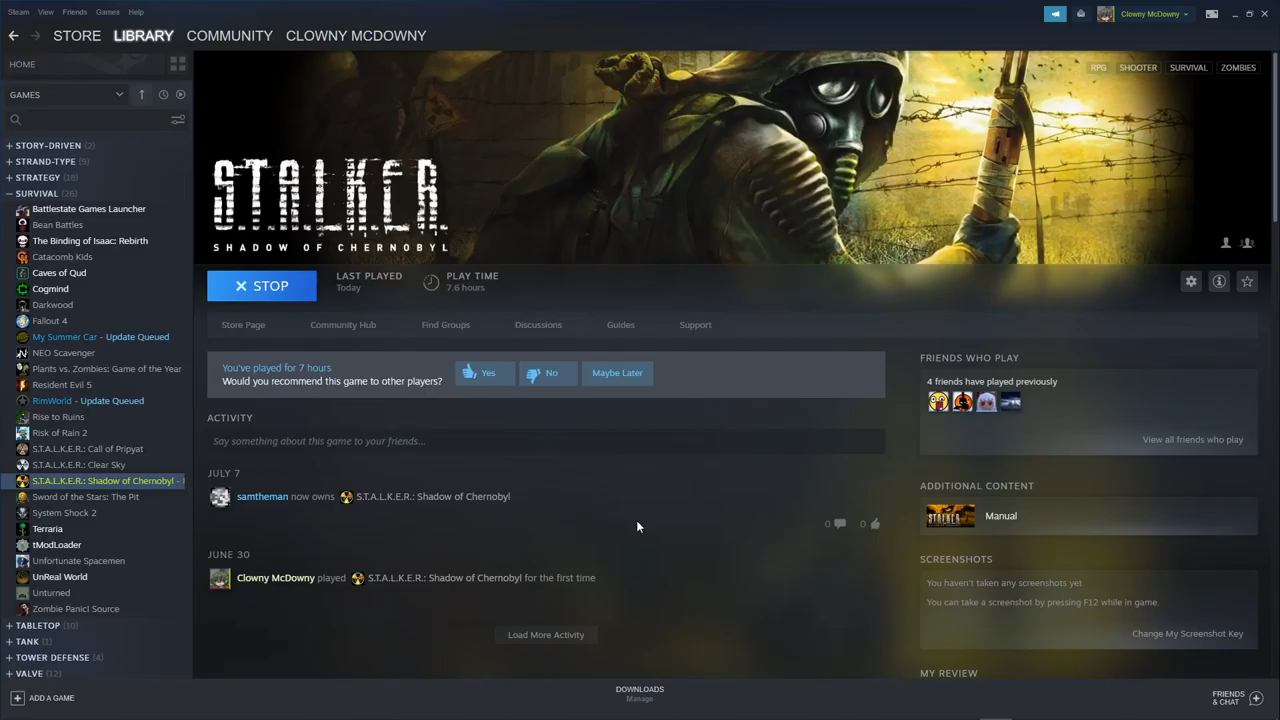 Steam View Friends Games Help
Clowny McDowny
STORE LIBRARY COMMUNITY CLOWNY MCDOWNY
HOME
GAMES
STORY-DRIVEN (2)
STRAND-TYPE (9)
STRATEGY (18)
SURVIVAL (26)
Battlestate Games Launcher
Bean Battles
The Binding of Isaac: Rebirth
Catacomb Kids
Caves of Qud
Cogmind
Darkwood
Fallout 4
My Summer Car - Update Queued
NEO Scavenger
Plants vs. Zombies: Game of the Year
Resident Evil 5
RimWorld - Update Queued
Rise to Ruins
Risk of Rain 2
S.T.A.L.K.E.R.: Call of Pripyat
S.T.A.L.K.E.R.: Clear Sky
S.T.A.L.K.E.R.: Shadow of Chernobyl -
Sword of the Stars: The Pit
System Shock 2
Terraria
tModLoader
Unfortunate Spacemen
UnReal World
Unturned
Zombie Panic! Source
TABLETOP (10)
TANK (1)
TOWER DEFENSE (4)
VALVE (12)
ADD A GAME
RPG SHOOTER SURVIVAL ZOMBIES
S.T.A.L.K.E.R.
SHADOW OF CHERNOBYL
STOP
LAST PLAYED
Today
PLAY TIME
7.6 hours
Store Page Community Hub Find Groups Discussions Guides Support
You've played for 7 hours
Would you recommend this game to other players?
Yes No Maybe Later
ACTIVITY
Say something about this game to your friends...
JULY 7
samtheman now owns S.T.A.L.K.E.R.: Shadow of Chernobyl
0 0
JUNE 30
Clowny McDowny played S.T.A.L.K.E.R.: Shadow of Chernobyl for the first time
Load More Activity
FRIENDS WHO PLAY
4 friends have played previously
View all friends who play
ADDITIONAL CONTENT
Manual
SCREENSHOTS
You haven't taken any screenshots yet
You can take a screenshot by pressing F12 while in game.
Change My Screenshot Key
MY REVIEW
DOWNLOADS
Manage
FRIENDS
& CHAT